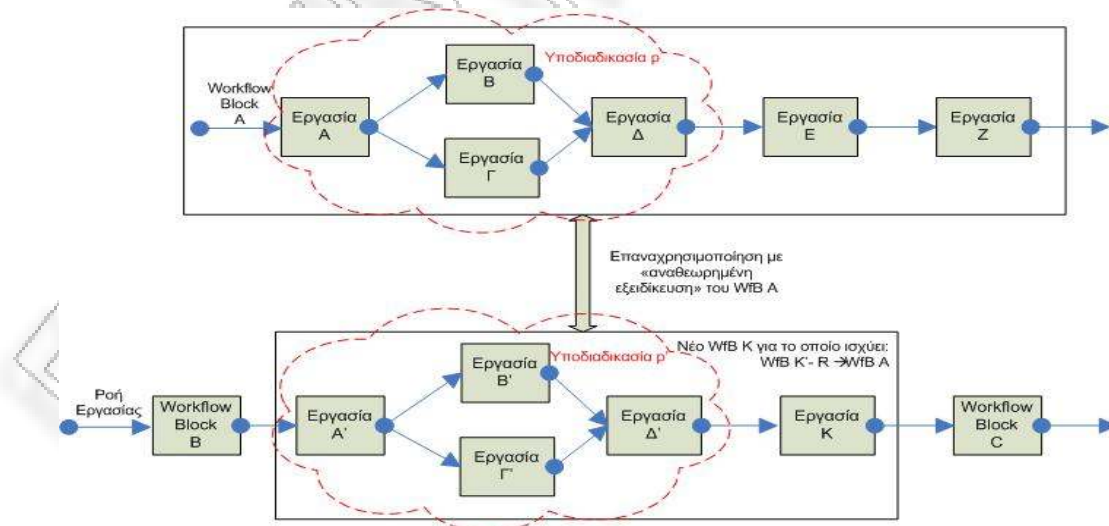 Workflow
Block
A
Εργασία
Α
Εργασία
Β
Υποδιαδικασία p
Εργασία
Γ
Εργασία
Δ
Εργασία
Ε
Εργασία
Ζ
Επαναχρησιμοποίηση με
«αναθεωρημένη
εξειδίκευση» του WfB A
Νέο WfB K για το οποίο ισχύει:
WfB K'- R →WfB A
Ροή
Εργασίας
Workflow
Block
B
Εργασία
Α'
Εργασία
Β'
Υποδιαδικασία p'
Εργασία
Γ'
Εργασία
Δ'
Εργασία
Κ
Workflow
Block
C